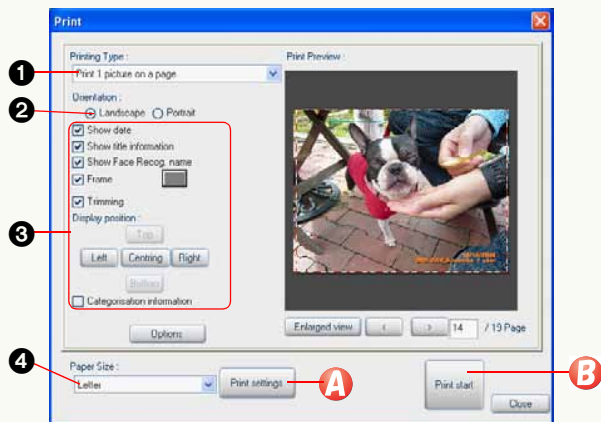 Print
Printing Type :
Print Preview :
1
Print 1 picture on a page
Orientation :
2
Landscape
Portrait
Show date
Show title information
Show Face Recog. name
Frame
Trimming
3
Display position :
Top
Left
Centring
Right
Bottom
Categorisation information
Options
Enlarged view
<
>
14
/ 19 Page
Paper Size :
4
Letter
Print settings
A
Print start
B
Close